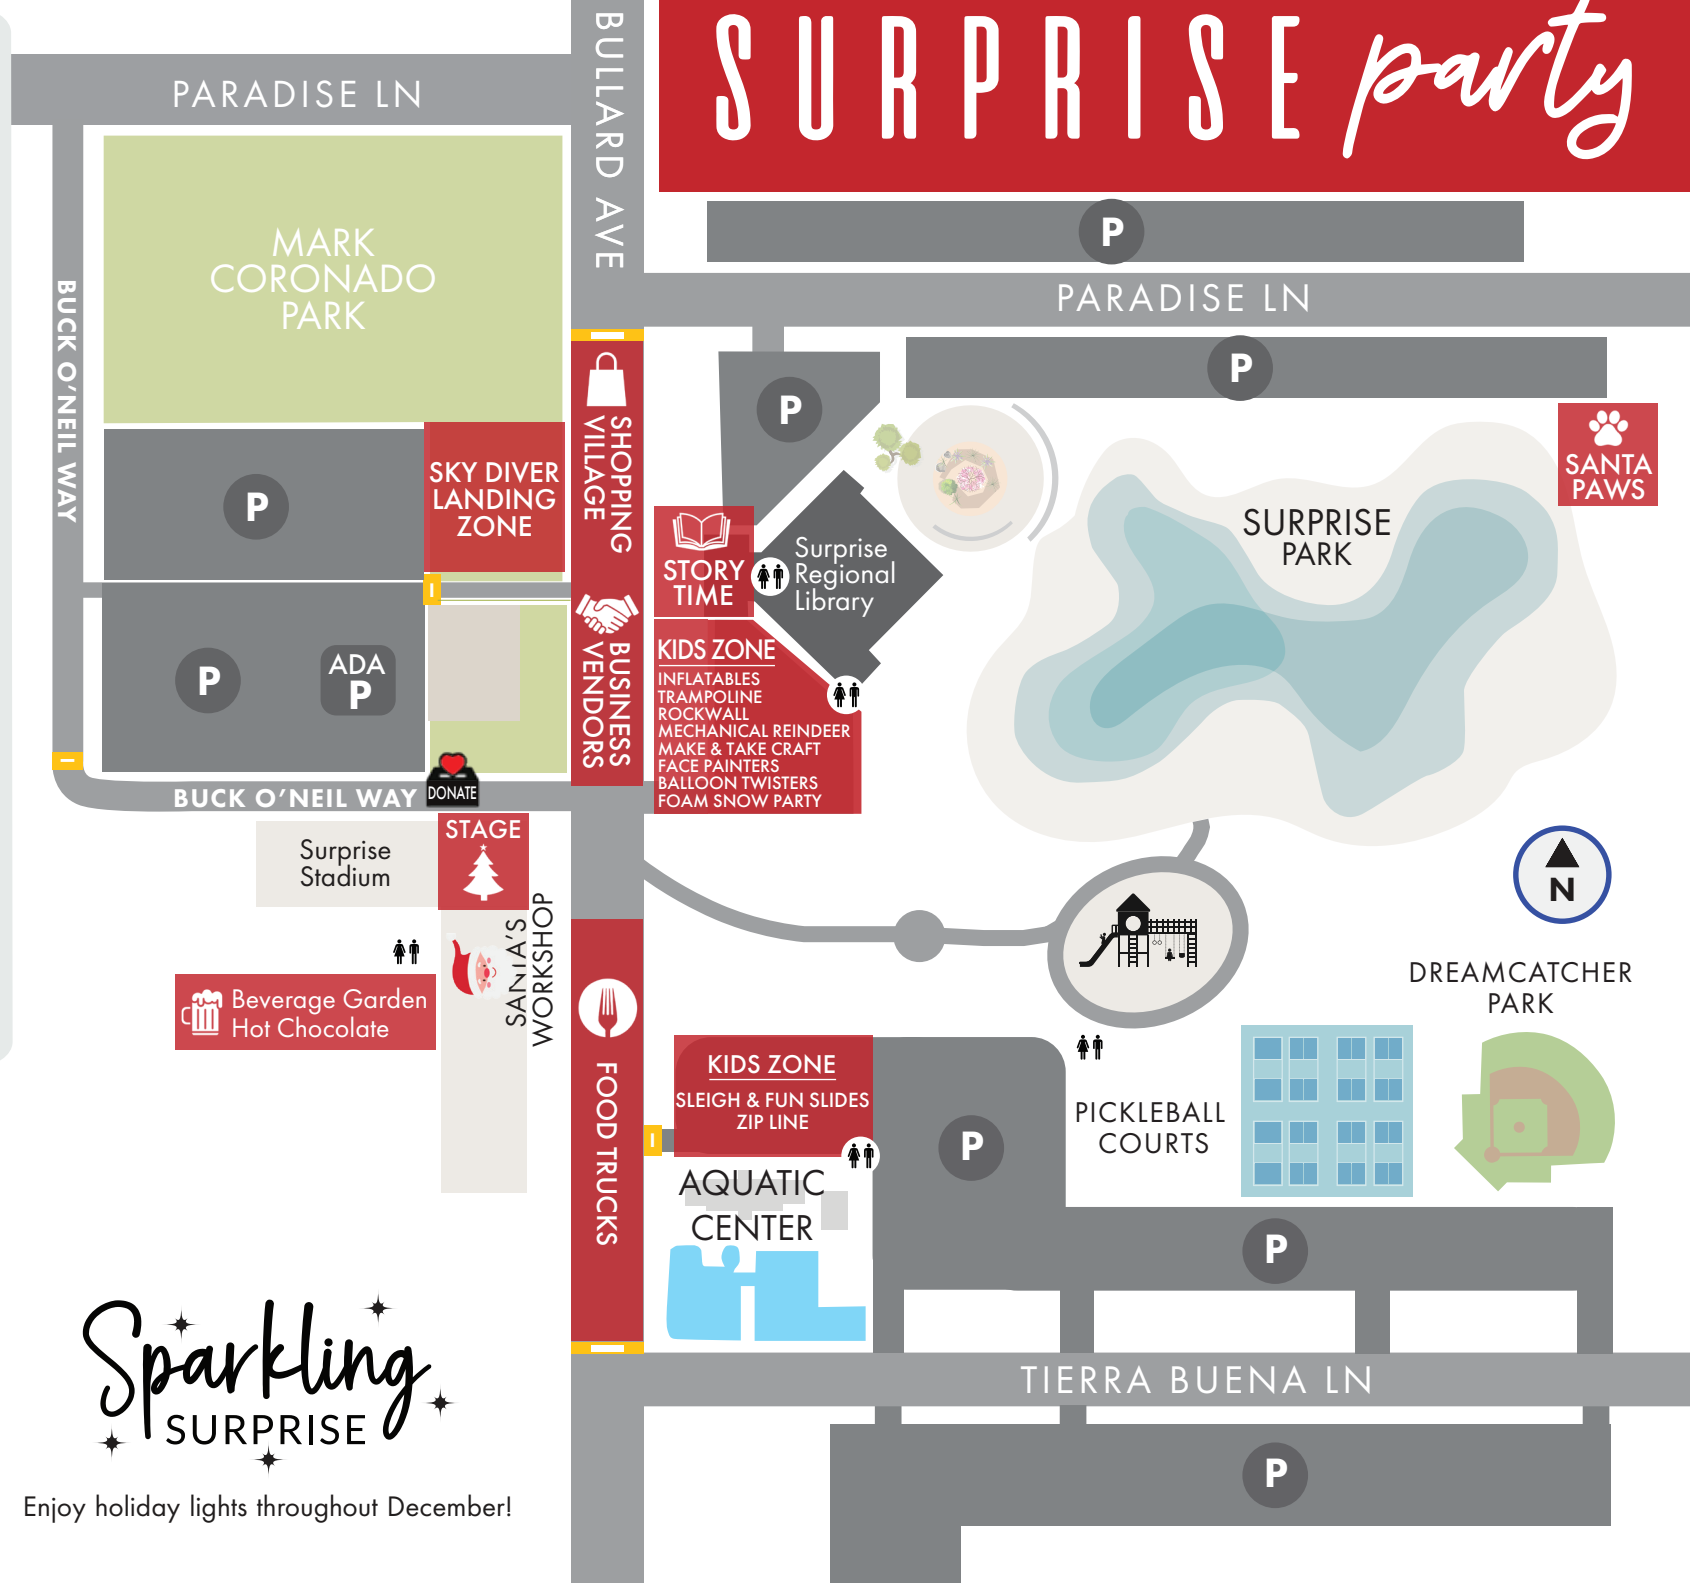 SURPRISE party
BULLARD AVE
PARADISE LN
P
PARADISE LN
MARK
CORONADO
PARK
BUCK O'NEIL WAY
P
P
SHOPPING
VILLAGE
SANTA
PAWS
SKY DIVER
LANDING
ZONE
P
SURPRISE
PARK
STORY
TIME
Surprise
Regional
Library
BUSINESS
VENDORS
P
ADA
P
KIDS ZONE
INFLATABLES
TRAMPOLINE
ROCKWALL
MECHANICAL REINDEER
MAKE & TAKE CRAFT
FACE PAINTERS
BALLOON TWISTERS
FOAM SNOW PARTY
BUCK O'NEIL WAY
DONATE
Surprise
Stadium
STAGE
N
SANTA'S
WORKSHOP
Beverage Garden
Hot Chocolate
DREAMCATCHER
PARK
FOOD TRUCKS
KIDS ZONE
SLEIGH & FUN SLIDES
ZIP LINE
P
PICKLEBALL
COURTS
AQUATIC
CENTER
P
TIERRA BUENA LN
P
Sparkling
SURPRISE
Enjoy holiday lights throughout December!